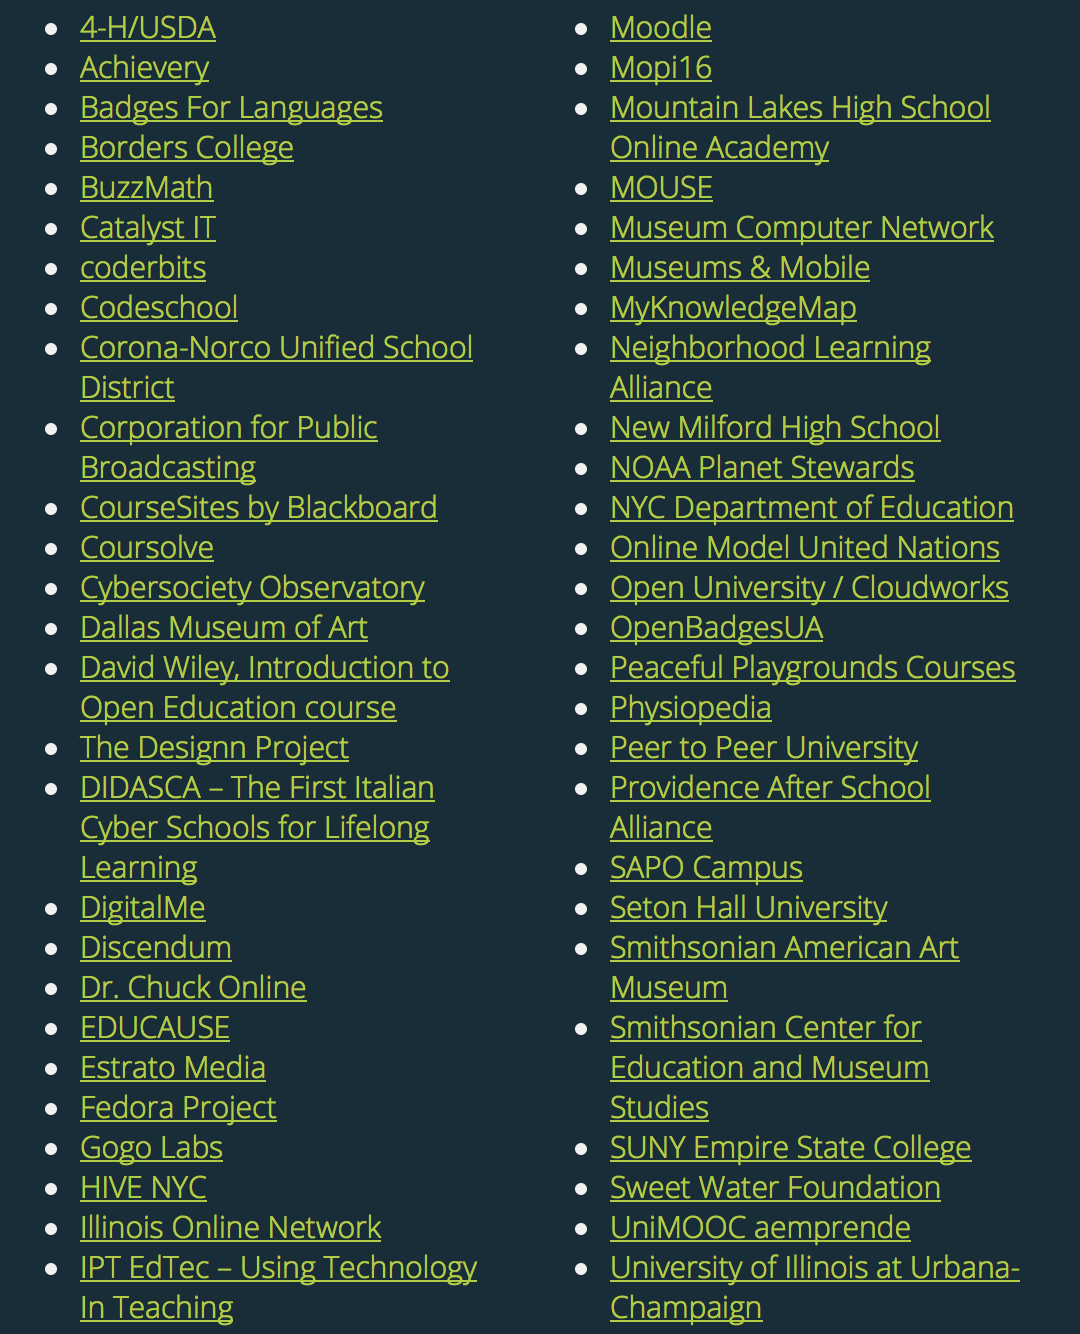 4-H/USDA
Achievery
Badges For Languages
Borders College
BuzzMath
Catalyst IT
coderbits
Codeschool
Corona-Norco Unified School
District
Corporation for Public
Broadcasting
CourseSites by Blackboard
Coursolve
Cybersociety Observatory
Dallas Museum of Art
David Wiley, Introduction to
Open Education course
The Designn Project
DIDASCA – The First Italian
Cyber Schools for Lifelong
Learning
DigitalMe
Discendum
Dr. Chuck Online
EDUCAUSE
Estrato Media
Fedora Project
Gogo Labs
HIVE NYC
Illinois Online Network
IPT EdTec – Using Technology
In Teaching
Moodle
Mopi16
Mountain Lakes High School
Online Academy
MOUSE
Museum Computer Network
Museums & Mobile
MyKnowledgeMap
Neighborhood Learning
Alliance
New Milford High School
NOAA Planet Stewards
NYC Department of Education
Online Model United Nations
Open University / Cloudworks
OpenBadgesUA
Peaceful Playgrounds Courses
Physiopedia
Peer to Peer University
Providence After School
Alliance
SAPO Campus
Seton Hall University
Smithsonian American Art
Museum
Smithsonian Center for
Education and Museum
Studies
SUNY Empire State College
Sweet Water Foundation
UniMOOC aemprende
University of Illinois at Urbana-
Champaign